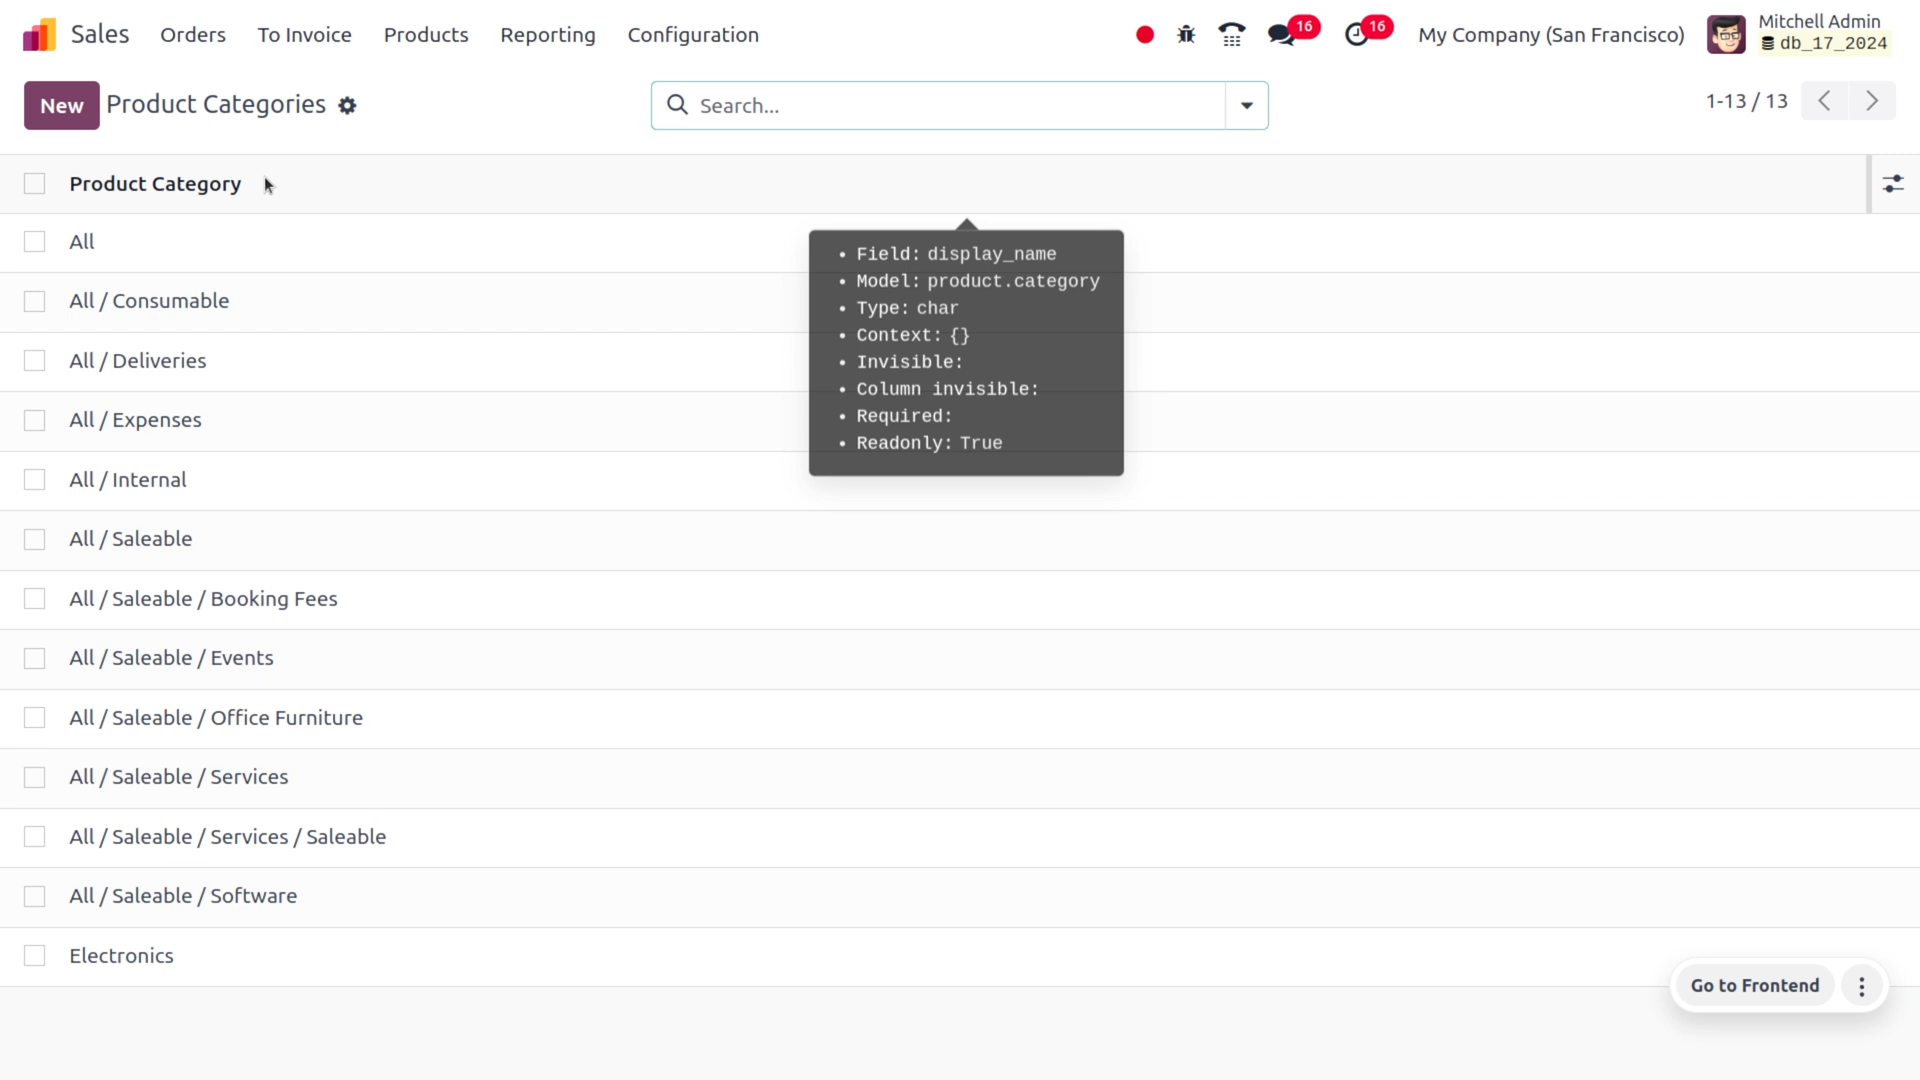 Sales Orders To Invoice Products Reporting Configuration 16 16 My Company (San Francisco) Mitchell Admin
db_17_2024
New Product Categories Search... 1-13 / 13
Product Category
All
All / Consumable
All / Deliveries
All / Expenses
All / Internal
All / Saleable
All / Saleable / Booking Fees
All / Saleable / Events
All / Saleable / Office Furniture
All / Saleable / Services
All / Saleable / Services / Saleable
All / Saleable / Software
Electronics
• Field: display_name
• Model: product.category
• Type: char
• Context: {}
• Invisible:
• Column invisible:
• Required:
• Readonly: True
Go to Frontend